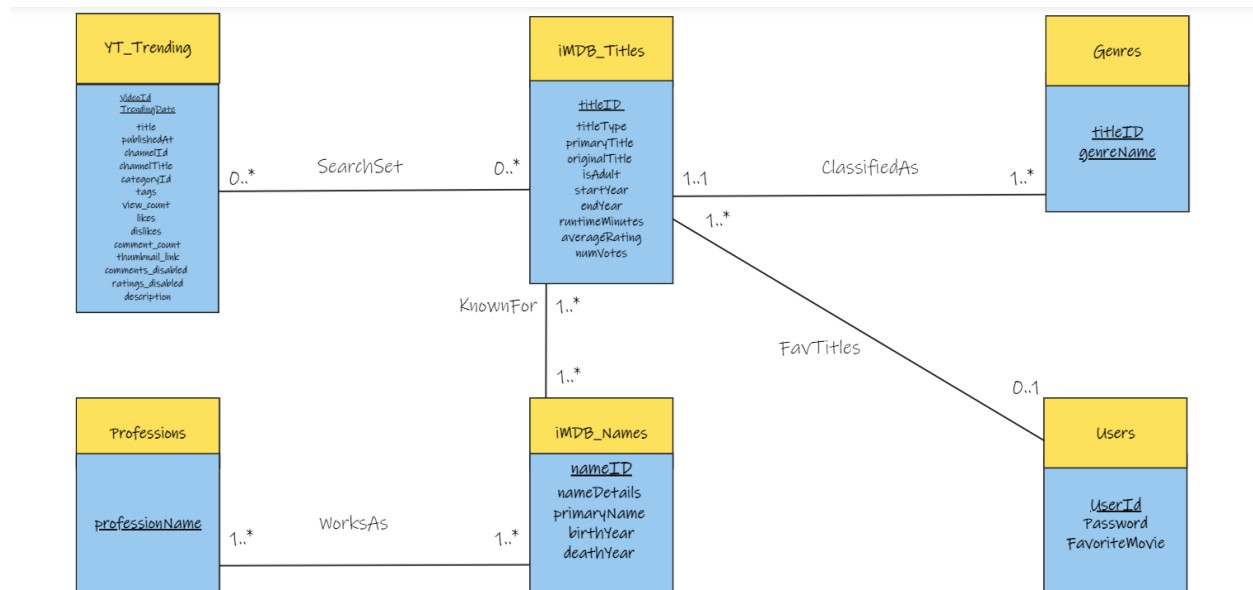 YT_Trending
VideoId
TrendingDate
title
publishedAt
channelId
channelTitle
categoryId
tags
view_count
likes
dislikes
comment_count
thumbnail_link
comments_disabled
ratings_disabled
description
0..*
SearchSet
0..*
iMDB_Titles
titleID
titleType
primaryTitle
originalTitle
isAdult
startYear
endYear
runtimeMinutes
averageRating
numVotes
1..1
ClassifiedAs
1..*
Genres
titleID
genreName
1..*
FavTitles
0..1
KnownFor
1..*
1..*
Professions
professionName
1..*
WorksAs
1..*
iMDB_Names
nameID
nameDetails
primaryName
birthYear
deathYear
Users
UserId
Password
FavoriteMovie